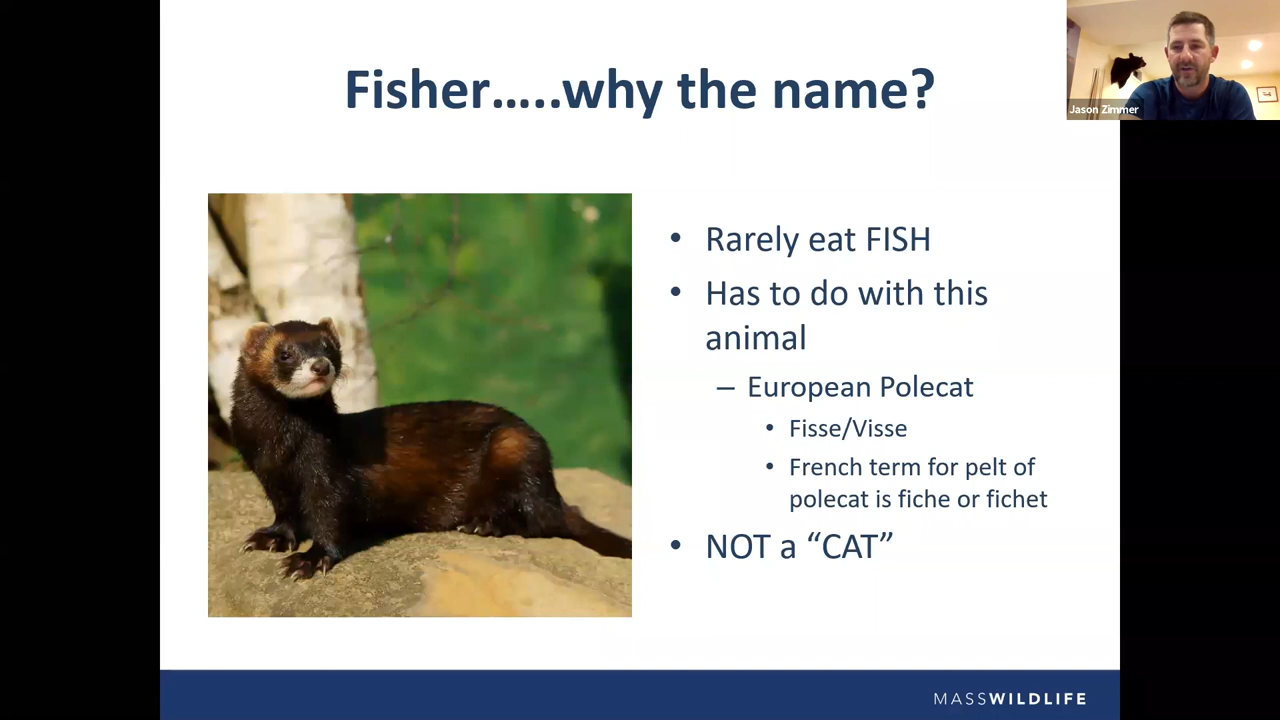 Fisher.....why the name?
Jason Zimmer
• Rarely eat FISH
• Has to do with this
animal
– European Polecat
• Fisse/Visse
• French term for pelt of
polecat is fiche or fichet
• NOT a “CAT”
MASSWILDLIFE